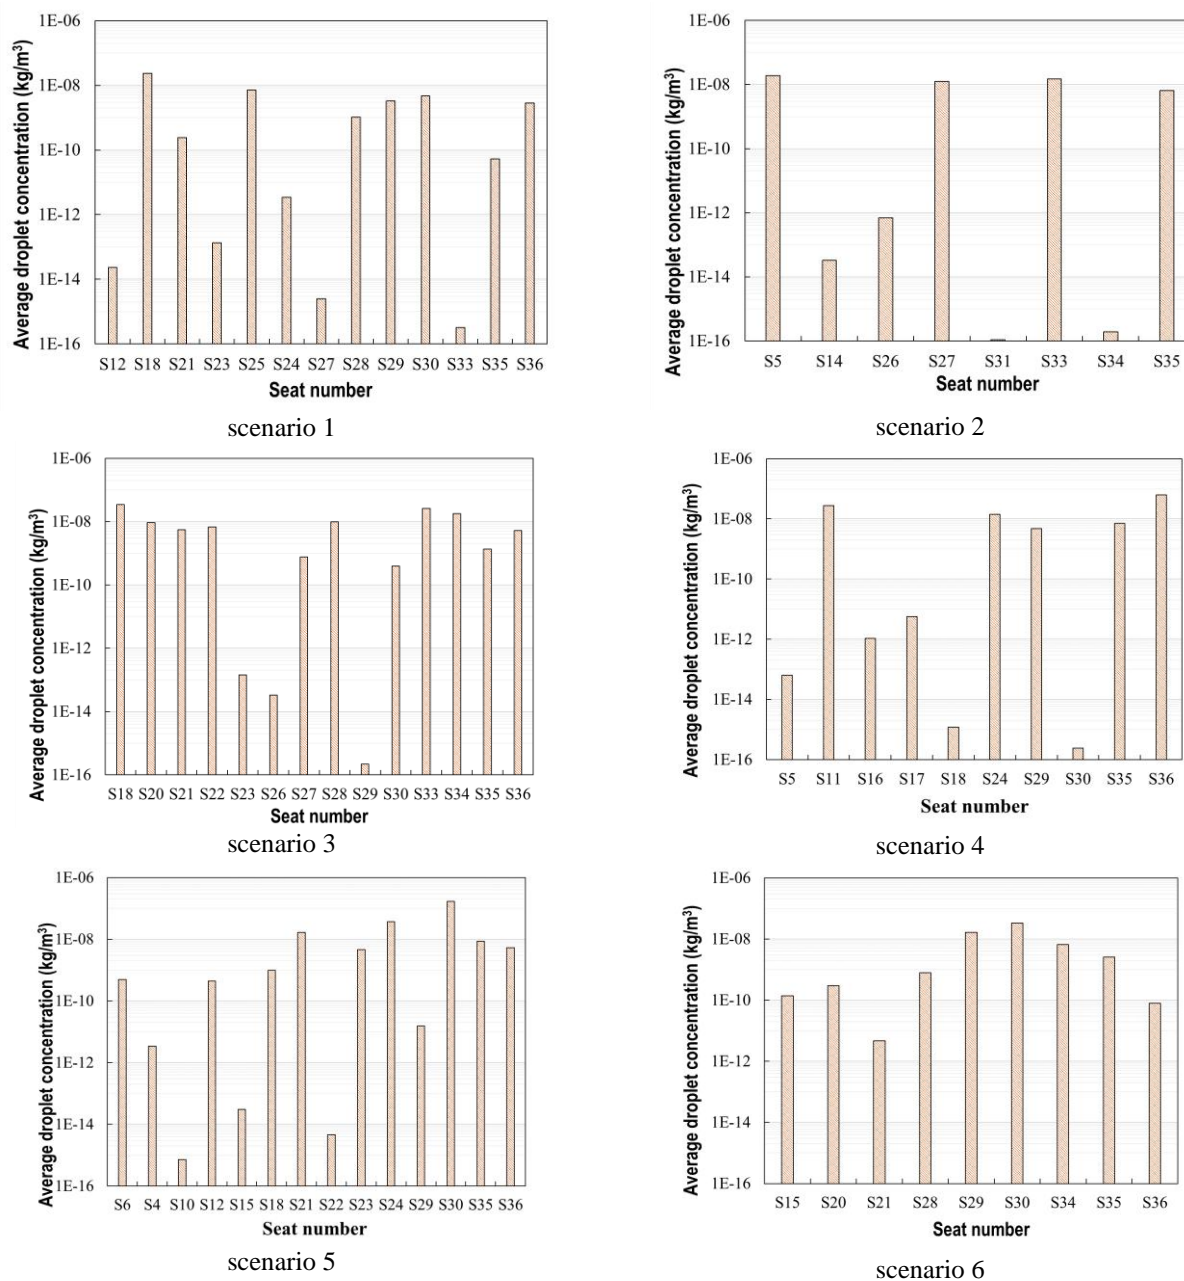 1E-06
1E-08
1E-10
1E-12
1E-14
1E-16
Average droplet concentration (kg/m³)
S12 S18 S21 S23 S25 S24 S27 S28 S29 S30 S33 S35 S36
Seat number
scenario 1
1E-06
1E-08
1E-10
1E-12
1E-14
1E-16
Average droplet concentration (kg/m³)
S5 S14 S26 S27 S31 S33 S34 S35
Seat number
scenario 2
1E-06
1E-08
1E-10
1E-12
1E-14
1E-16
Average droplet concentration (kg/m³)
S18 S20 S21 S22 S23 S26 S27 S28 S29 S30 S33 S34 S35 S36
Seat number
scenario 3
1E-06
1E-08
1E-10
1E-12
1E-14
1E-16
Average droplet concentration (kg/m³)
S5 S11 S16 S17 S18 S24 S29 S30 S35 S36
Seat number
scenario 4
1E-06
1E-08
1E-10
1E-12
1E-14
1E-16
Average droplet concentration (kg/m³)
S6 S4 S10 S12 S15 S18 S21 S22 S23 S24 S29 S30 S35 S36
Seat number
scenario 5
1E-06
1E-08
1E-10
1E-12
1E-14
1E-16
Average droplet concentration (kg/m³)
S15 S20 S21 S28 S29 S30 S34 S35 S36
Seat number
scenario 6